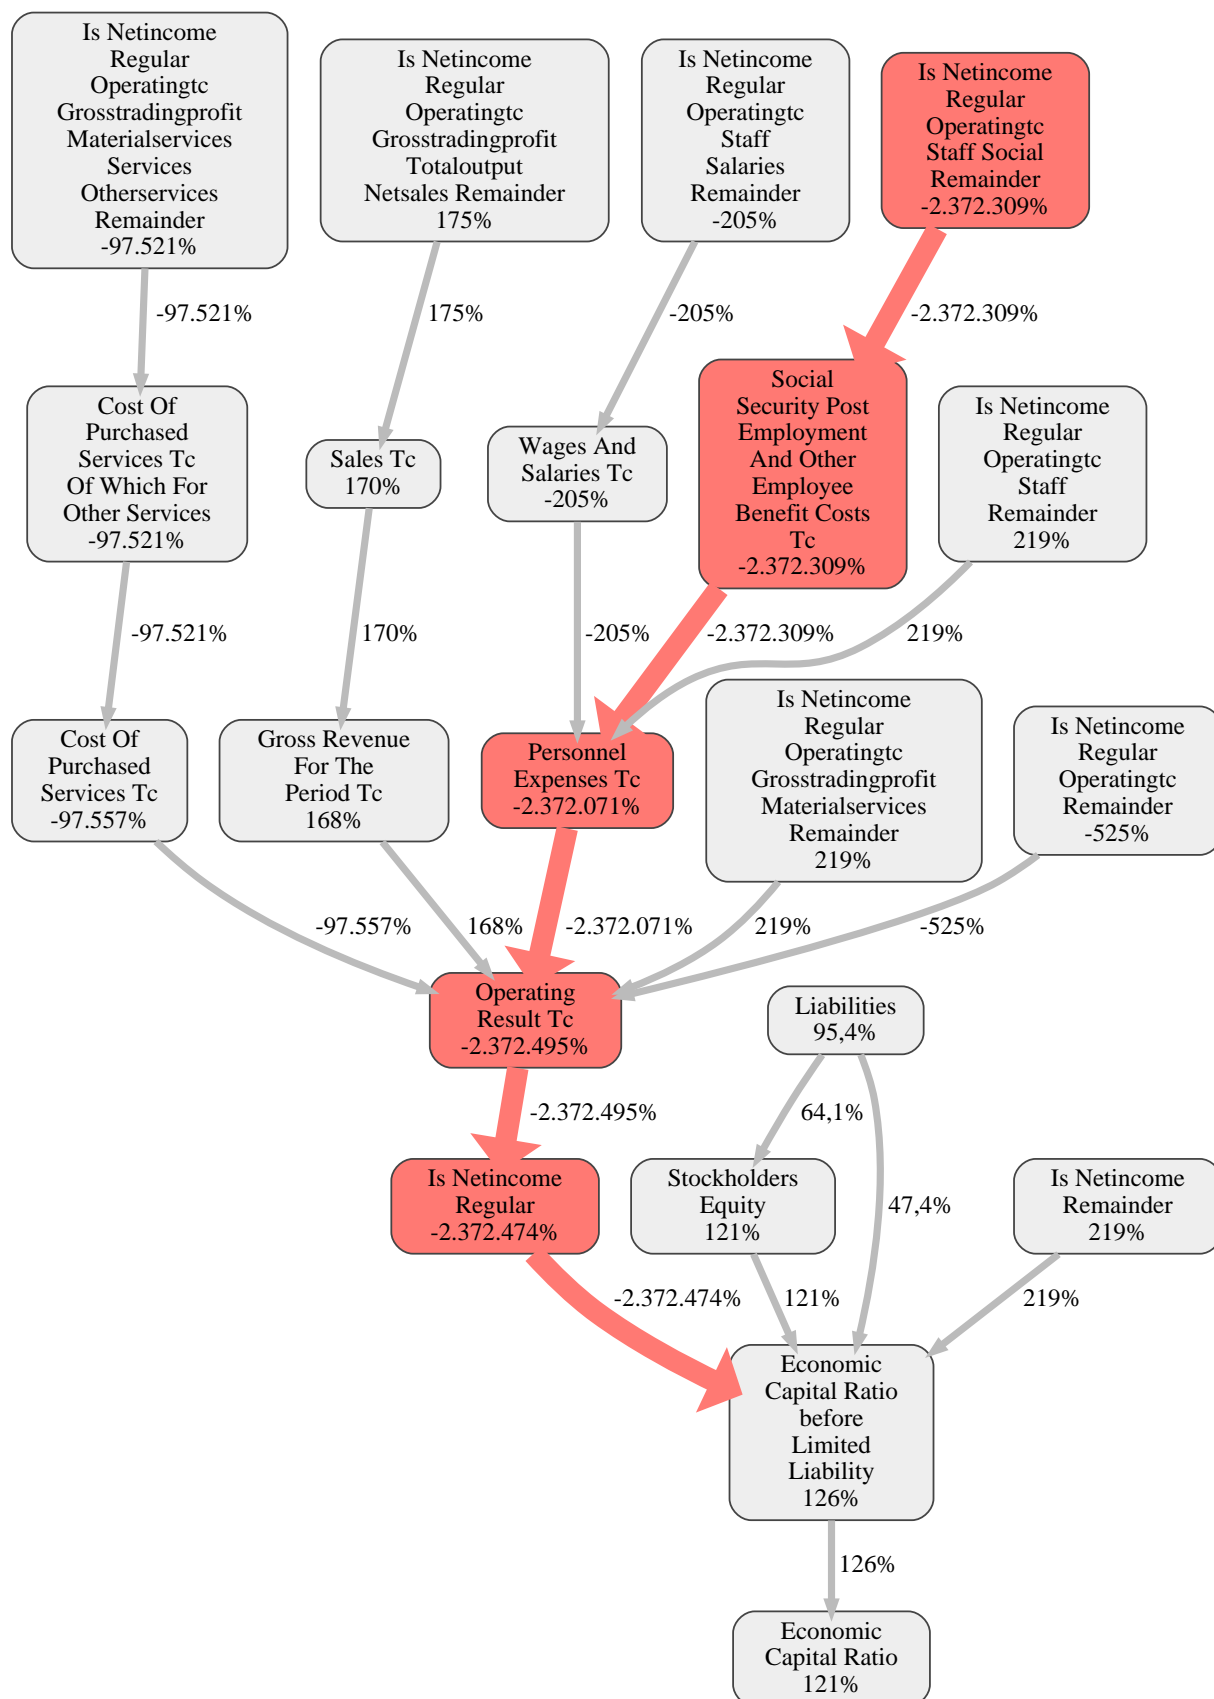 Is Netincome
Regular
Operatingtc
Grosstradingprofit
Materialservices
Services
Otherservices
Remainder
-97.521%
Is Netincome
Regular
Operatingtc
Grosstradingprofit
Totaloutput
Netsales Remainder
175%
Is Netincome
Regular
Operatingtc
Staff
Salaries
Remainder
-205%
Is Netincome
Regular
Operatingtc
Staff Social
Remainder
-2.372.309%
-97.521%
175%
-205%
-2.372.309%
Cost Of
Purchased
Services Tc
Of Which For
Other Services
-97.521%
Sales Tc
170%
Wages And
Salaries Tc
-205%
Social
Security Post
Employment
And Other
Employee
Benefit Costs
Tc
-2.372.309%
Is Netincome
Regular
Operatingtc
Staff
Remainder
219%
-97.521%
170%
-205%
-2.372.309%
219%
Cost Of
Purchased
Services Tc
-97.557%
Gross Revenue
For The
Period Tc
168%
Personnel
Expenses Tc
-2.372.071%
Is Netincome
Regular
Operatingtc
Grosstradingprofit
Materialservices
Remainder
219%
Is Netincome
Regular
Operatingtc
Remainder
-525%
-97.557%
168%
-2.372.071%
219%
-525%
Operating
Result Tc
-2.372.495%
Liabilities
95,4%
-2.372.495%
64,1%
47,4%
Is Netincome
Regular
-2.372.474%
Stockholders
Equity
121%
Is Netincome
Remainder
219%
-2.372.474%
121%
219%
Economic
Capital Ratio
before
Limited
Liability
126%
126%
Economic
Capital Ratio
121%